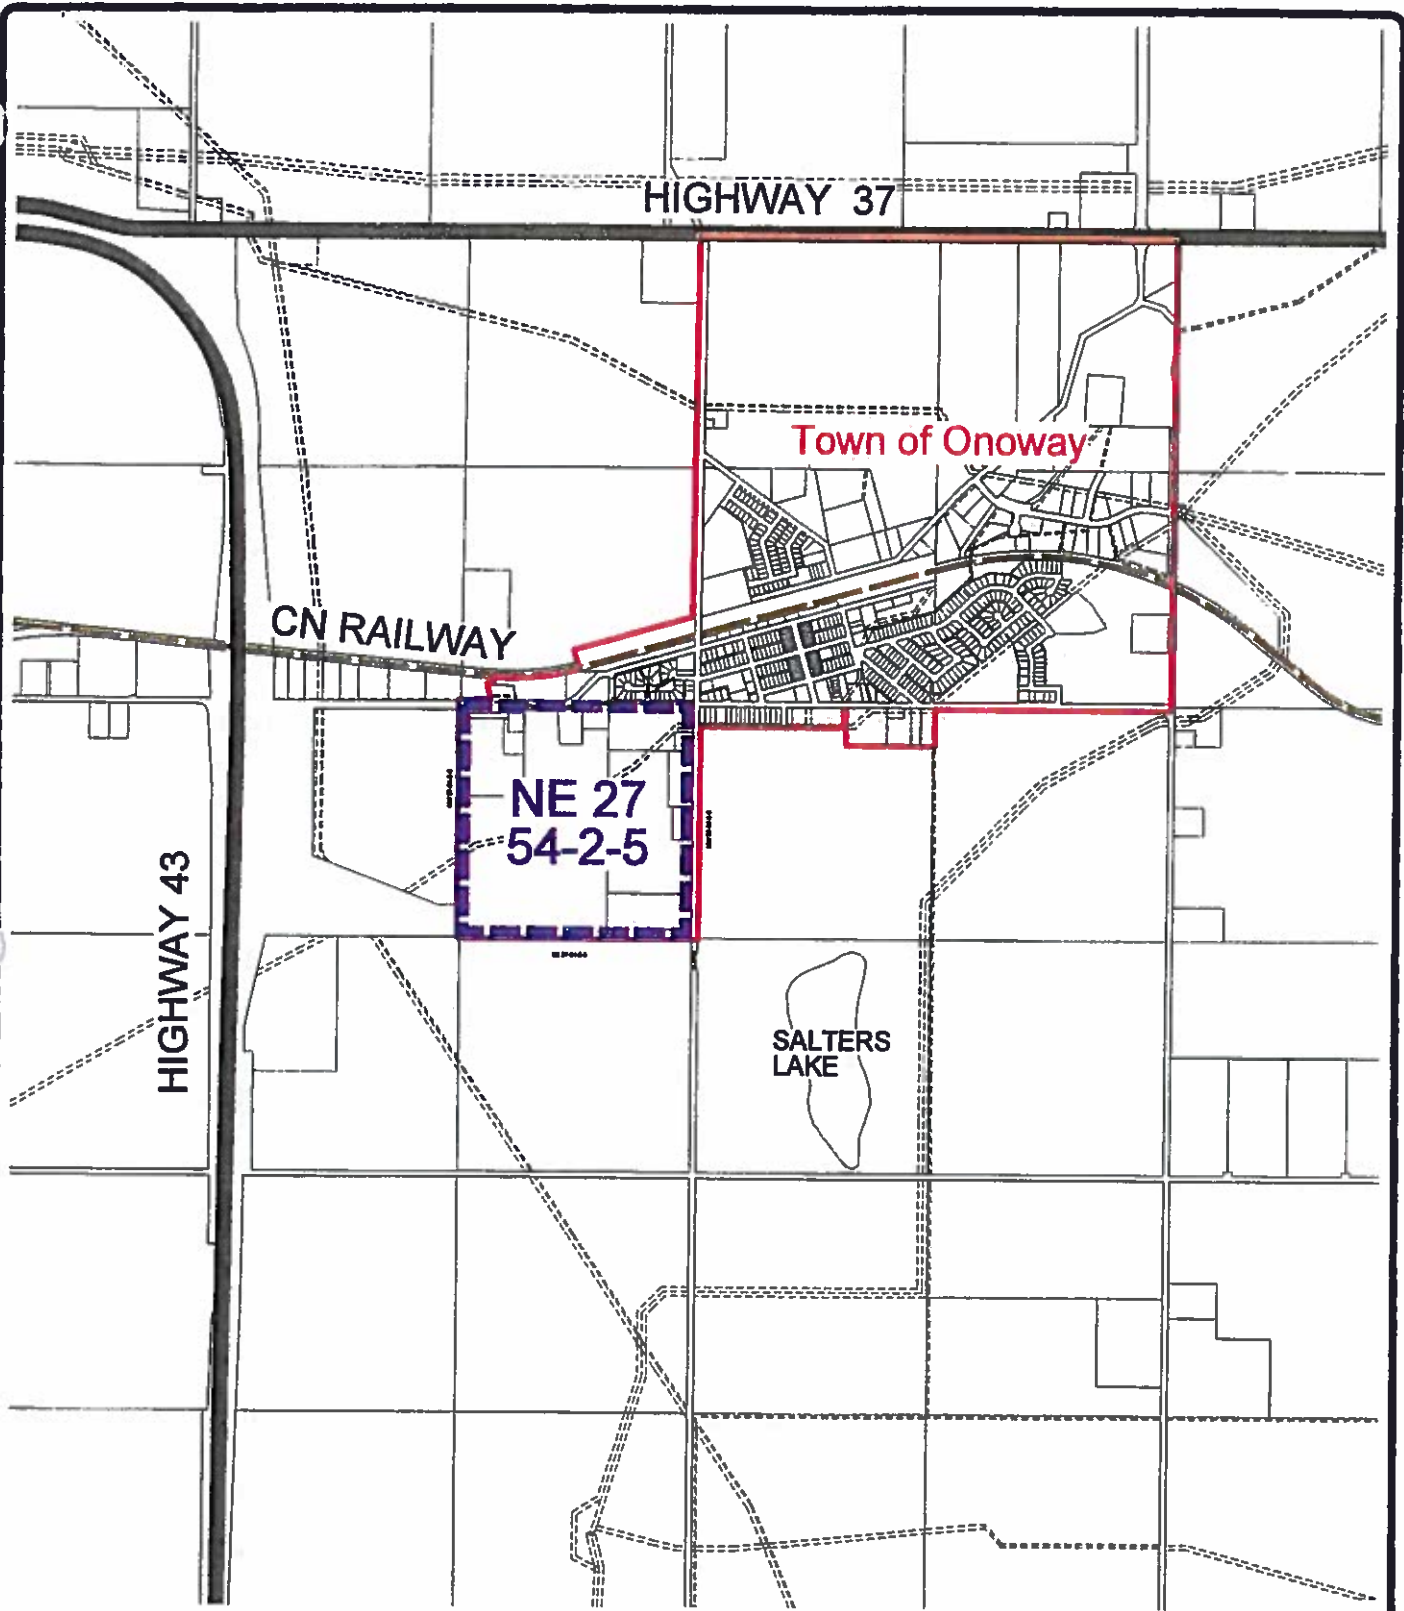 HIGHWAY 37
Town of Onoway
CN RAILWAY
NE 27
54-2-5
HIGHWAY 43
SALTERS
LAKE